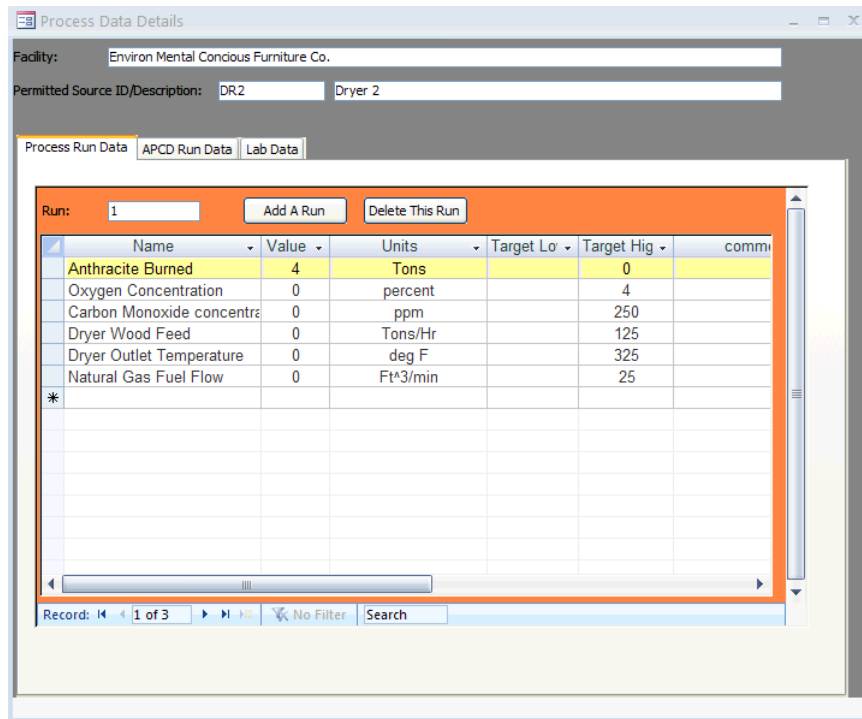 Process Data Details
Facility: Environ Mental Concious Furniture Co.
Permitted Source ID/Description: DR2 Dryer 2
Process Run Data APCD Run Data Lab Data
Run: 1 Add A Run Delete This Run
Name Value Units Target Lo Target Hig comme
Anthracite Burned 4 Tons 0
Oxygen Concentration 0 percent 4
Carbon Monoxide concentra 0 ppm 250
Dryer Wood Feed 0 Tons/Hr 125
Dryer Outlet Temperature 0 deg F 325
Natural Gas Fuel Flow 0 Ft^3/min 25
Record: 1 of 3 No Filter Search